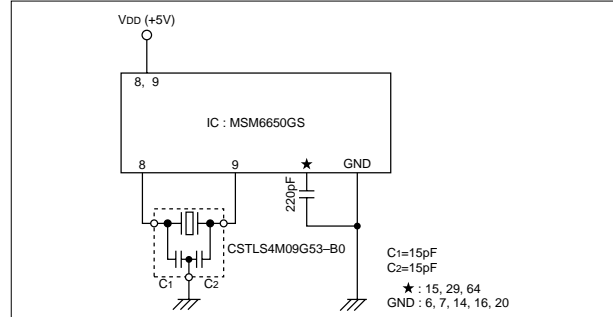 VDD (+5V)
8, 9
IC : MSM6650GS
8
9
★
GND
220pF
CSTLS4M09G53–B0
C1
C2
C1=15pF
C2=15pF
★ : 15, 29, 64
GND : 6, 7, 14, 16, 20